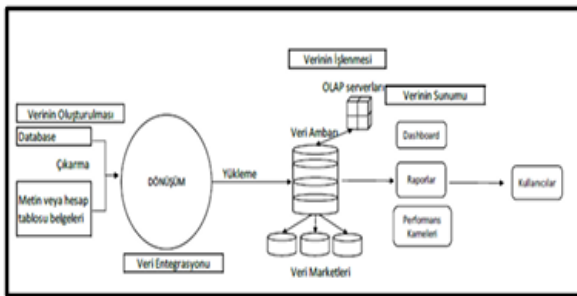 Verinin İşlenmesi
OLAP serverları
Verinin Sunumu
Verinin Oluşturulması
Database
Çıkarma
Metin veya hesap
tablosu belgeleri
DÖNÜŞÜM
Veri Entegrasyonu
Yükleme
Veri Ambarı
Veri Marketleri
Dashboard
Raporlar
Performans
Karneleri
Kullanıcılar